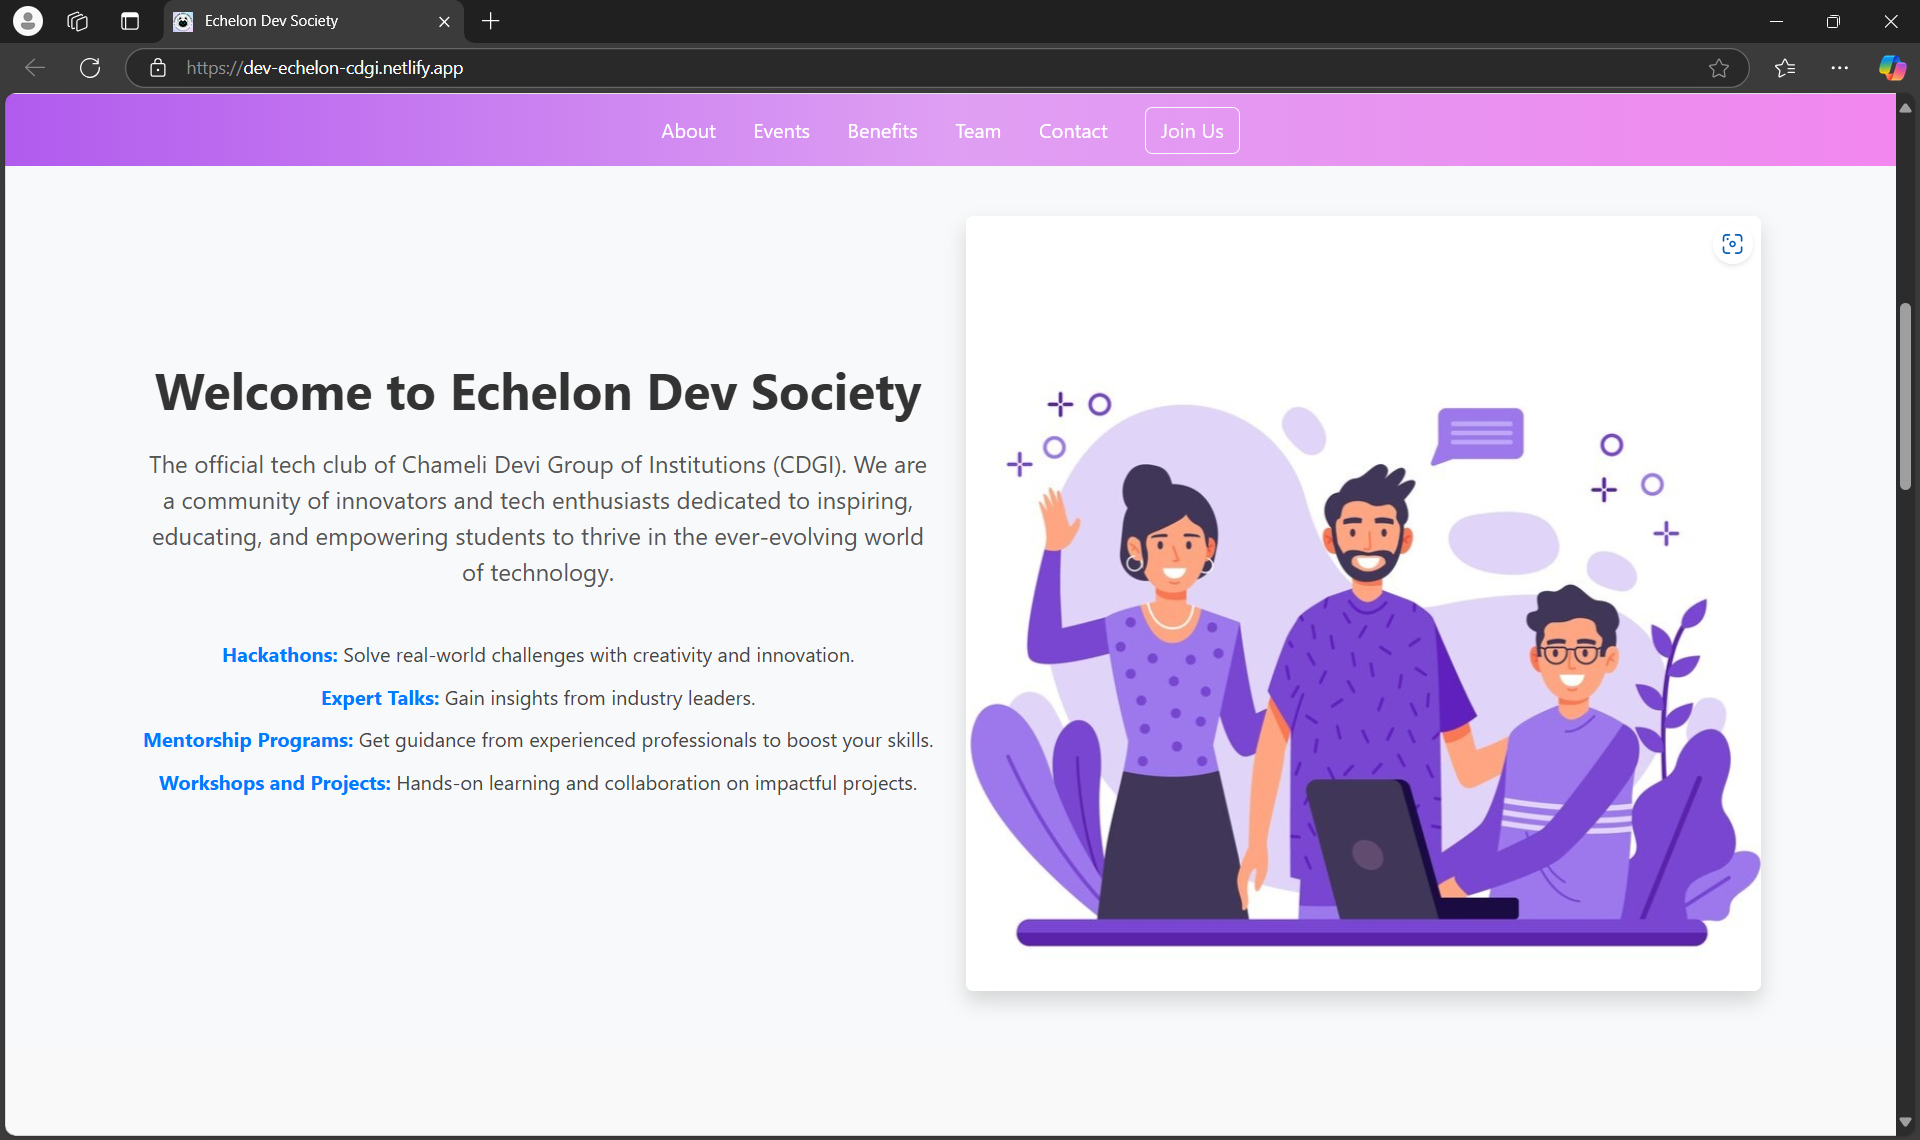 Echelon Dev Society
https://dev-echelon-cdgi.netlify.app
About Events Benefits Team Contact Join Us
Welcome to Echelon Dev Society
The official tech club of Chameli Devi Group of Institutions (CDGI). We are
a community of innovators and tech enthusiasts dedicated to inspiring,
educating, and empowering students to thrive in the ever-evolving world
of technology.
Hackathons: Solve real-world challenges with creativity and innovation.
Expert Talks: Gain insights from industry leaders.
Mentorship Programs: Get guidance from experienced professionals to boost your skills.
Workshops and Projects: Hands-on learning and collaboration on impactful projects.